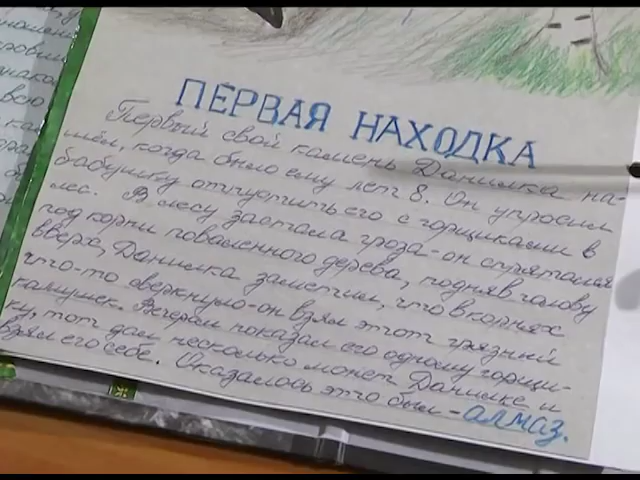 ПЕРВАЯ НАХОДКА
Первый свой камень Данилка на-
шёл, когда было ему лет 8. Он упросил
бабушку отпустить его с горщиками в
лес. В лесу застала гроза - он спрятался
под корни поваленного дерева, подняв голову
вверх, Данилка заметил, что в корнях
что-то сверкнуло - он взял этот грязный
камушек. Вечером показал его одному горщи-
ку, тот дал несколько монет Данилке и
взял его себе. Оказалось это был - АЛМАЗ.